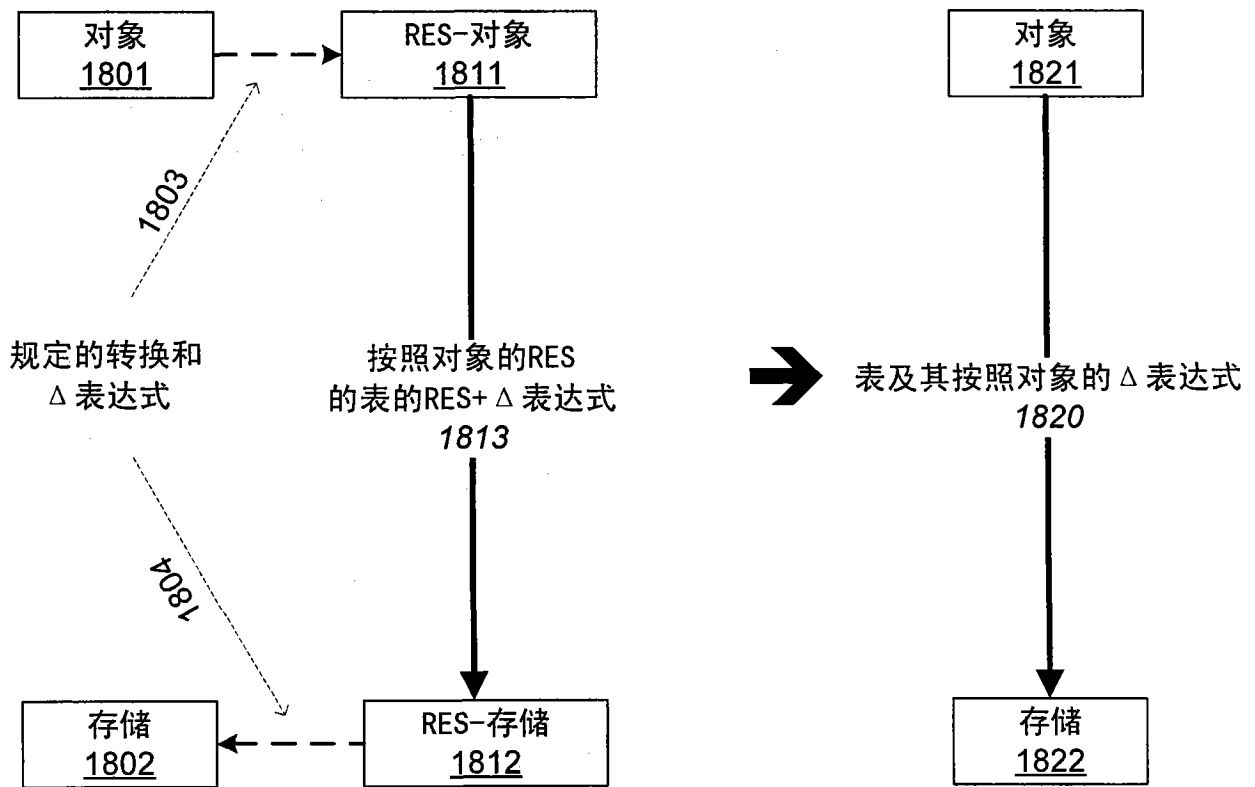 对象
1801
RES-对象
1811
对象
1821
1803
规定的转换和
Δ 表达式
按照对象的RES
的表的RES+ Δ 表达式
1813
表及其按照对象的 Δ 表达式
1820
1804
存储
1802
RES-存储
1812
存储
1822